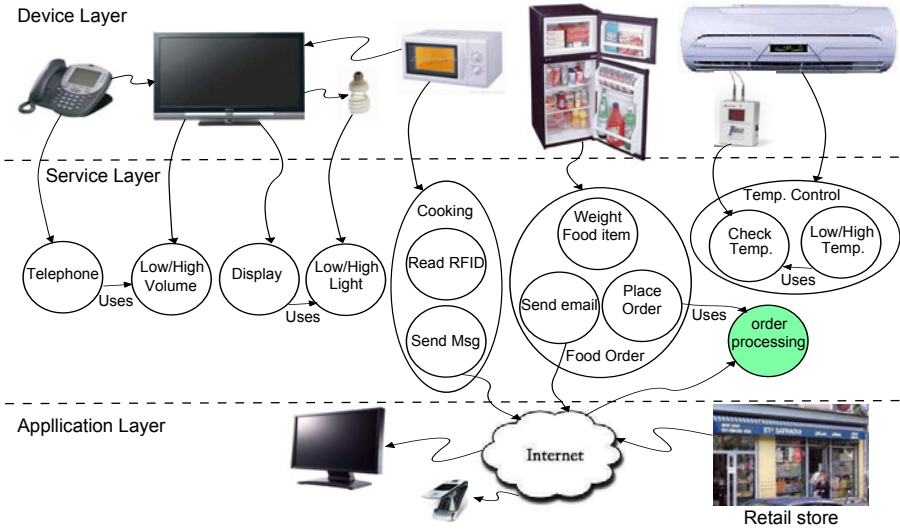 Device Layer
Service Layer
Temp. Control
Cooking
Weight
Food item
Check
Temp.
Low/High
Temp.
Telephone
Low/High
Volume
Display
Low/High
Light
Read RFID
Send email
Place
Order
Uses
Uses
Uses
Uses
order
processing
Send Msg
Food Order
Appllication Layer
Internet
Retail store